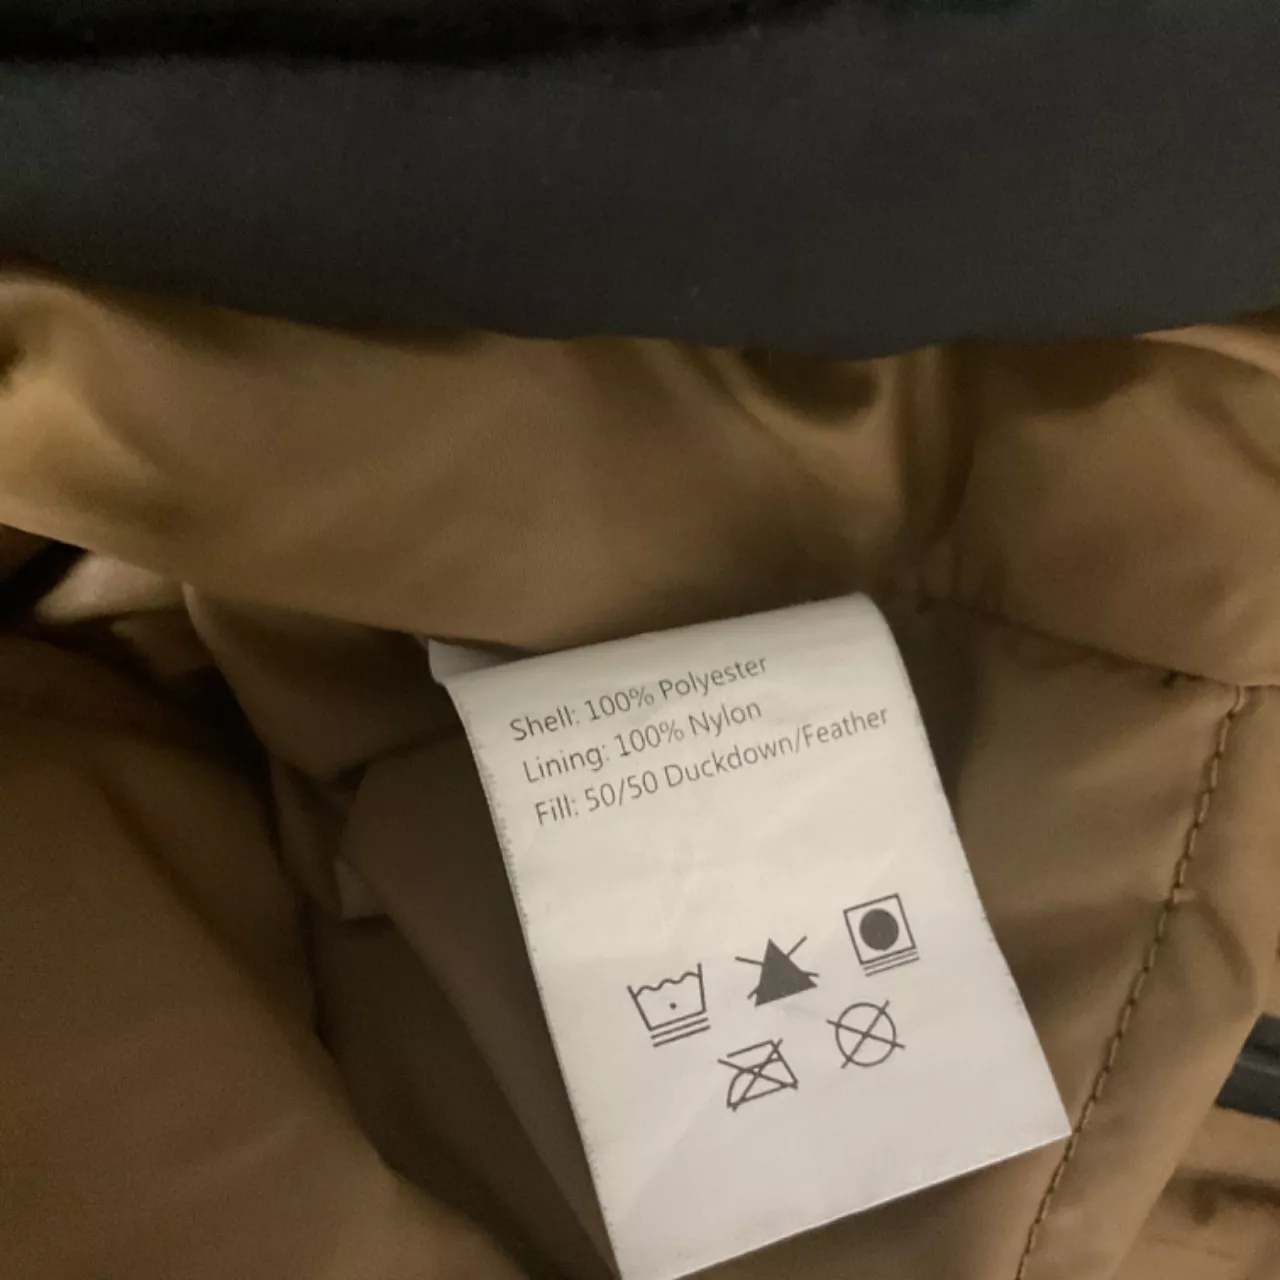 Shell: 100% Polyester
Lining: 100% Nylon
Fill: 50/50 Duckdown/Feather